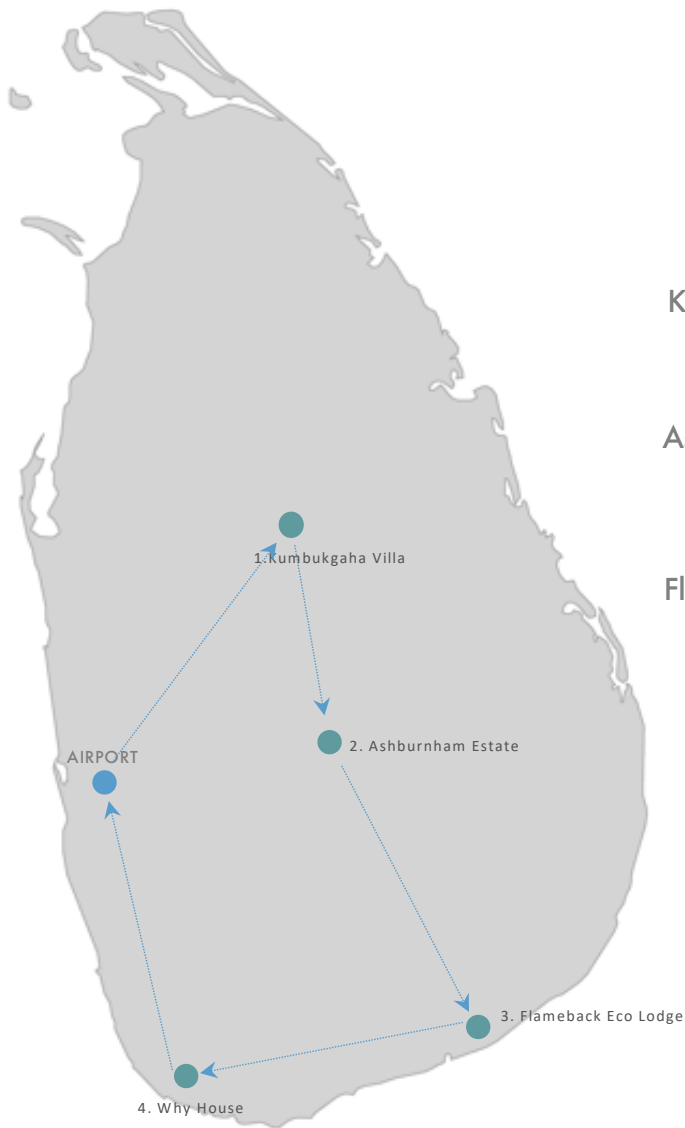 K
1.Kumbukgaha Villa
A
Fl
2. Ashburnham Estate
AIRPORT
3. Flameback Eco Lodge
4. Why House